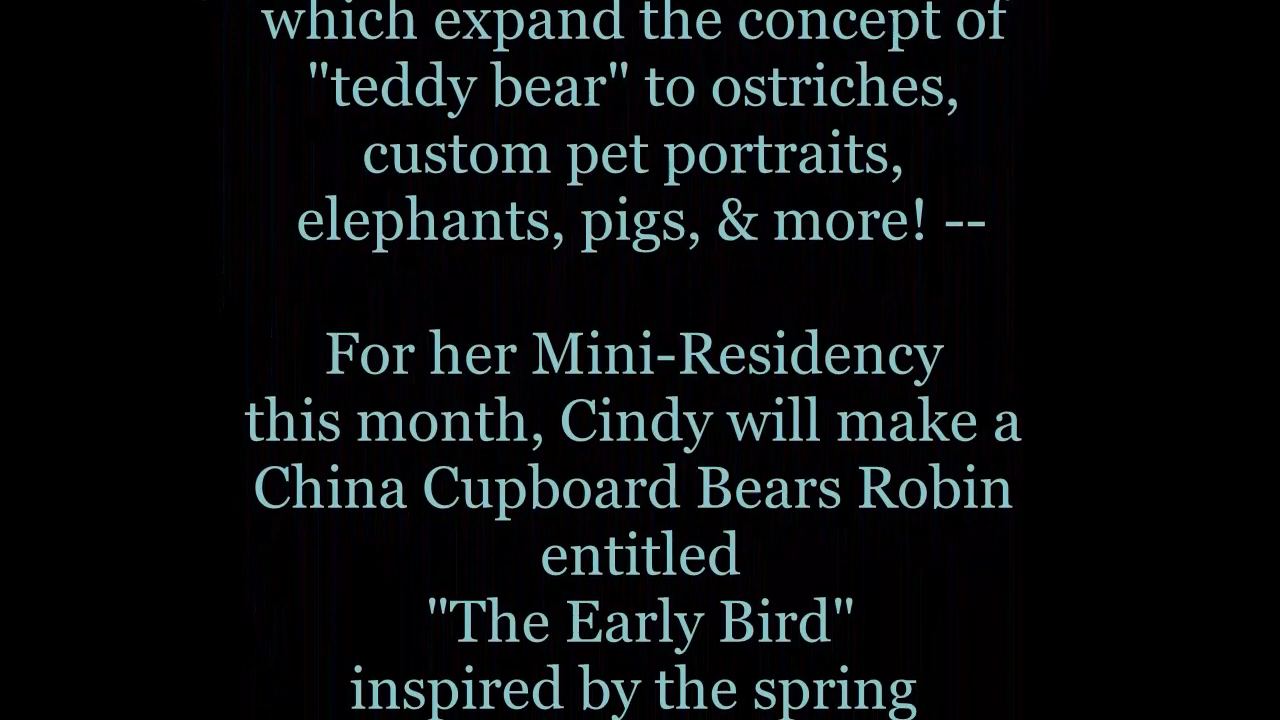 which expand the concept of
"teddy bear" to ostriches,
custom pet portraits,
elephants, pigs, & more! --
For her Mini-Residency
this month, Cindy will make a
China Cupboard Bears Robin
entitled
"The Early Bird"
inspired by the spring